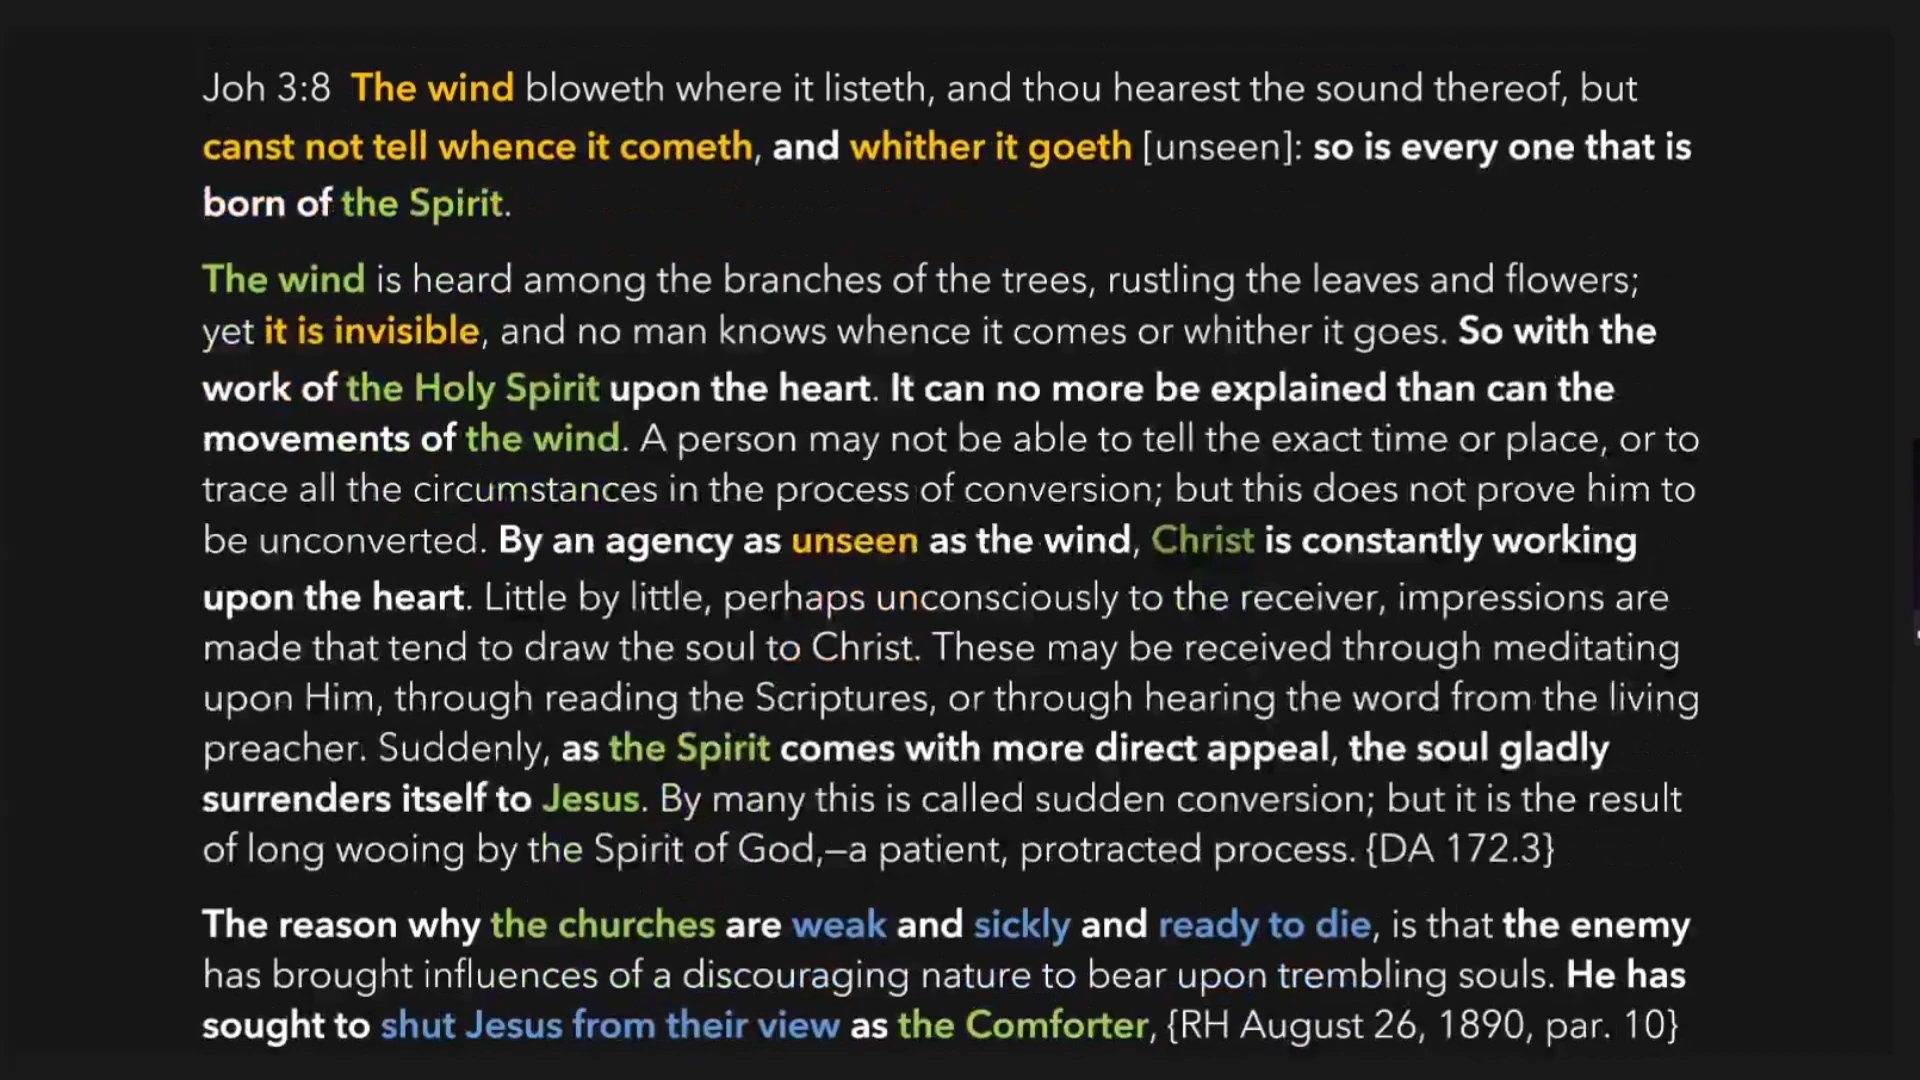 Joh 3:8 The wind bloweth where it listeth, and thou hearest the sound thereof, but
canst not tell whence it cometh, and whither it goeth [unseen]: so is every one that is
born of the Spirit.
The wind is heard among the branches of the trees, rustling the leaves and flowers;
yet it is invisible, and no man knows whence it comes or whither it goes. So with the
work of the Holy Spirit upon the heart. It can no more be explained than can the
movements of the wind. A person may not be able to tell the exact time or place, or to
trace all the circumstances in the process of conversion; but this does not prove him to
be unconverted. By an agency as unseen as the wind, Christ is constantly working
upon the heart. Little by little, perhaps unconsciously to the receiver, impressions are
made that tend to draw the soul to Christ. These may be received through meditating
upon Him, through reading the Scriptures, or through hearing the word from the living
preacher. Suddenly, as the Spirit comes with more direct appeal, the soul gladly
surrenders itself to Jesus. By many this is called sudden conversion; but it is the result
of long wooing by the Spirit of God,—a patient, protracted process. {DA 172.3}
The reason why the churches are weak and sickly and ready to die, is that the enemy
has brought influences of a discouraging nature to bear upon trembling souls. He has
sought to shut Jesus from their view as the Comforter, {RH August 26, 1890, par. 10}